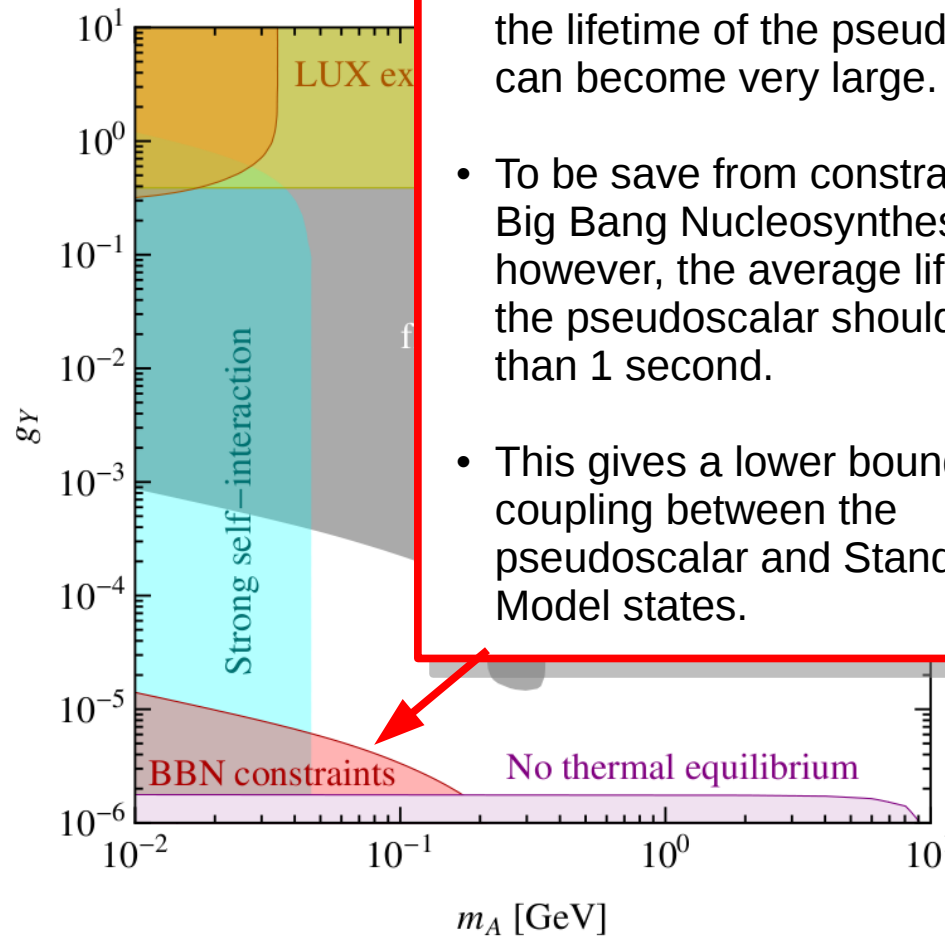 the lifetime of the pseud
can become very large.
• To be save from constra
Big Bang Nucleosynthes
however, the average lif
the pseudoscalar should
than 1 second.
• This gives a lower bound
coupling between the
pseudoscalar and Stand
Model states.
10¹
10⁰
10⁻¹
10⁻²
10⁻³
10⁻⁴
10⁻⁵
10⁻⁶
g_Y
LUX ex
f
Strong self-interaction
BBN constraints
No thermal equilibrium
10⁻² 10⁻¹ 10⁰ 10
m_A [GeV]